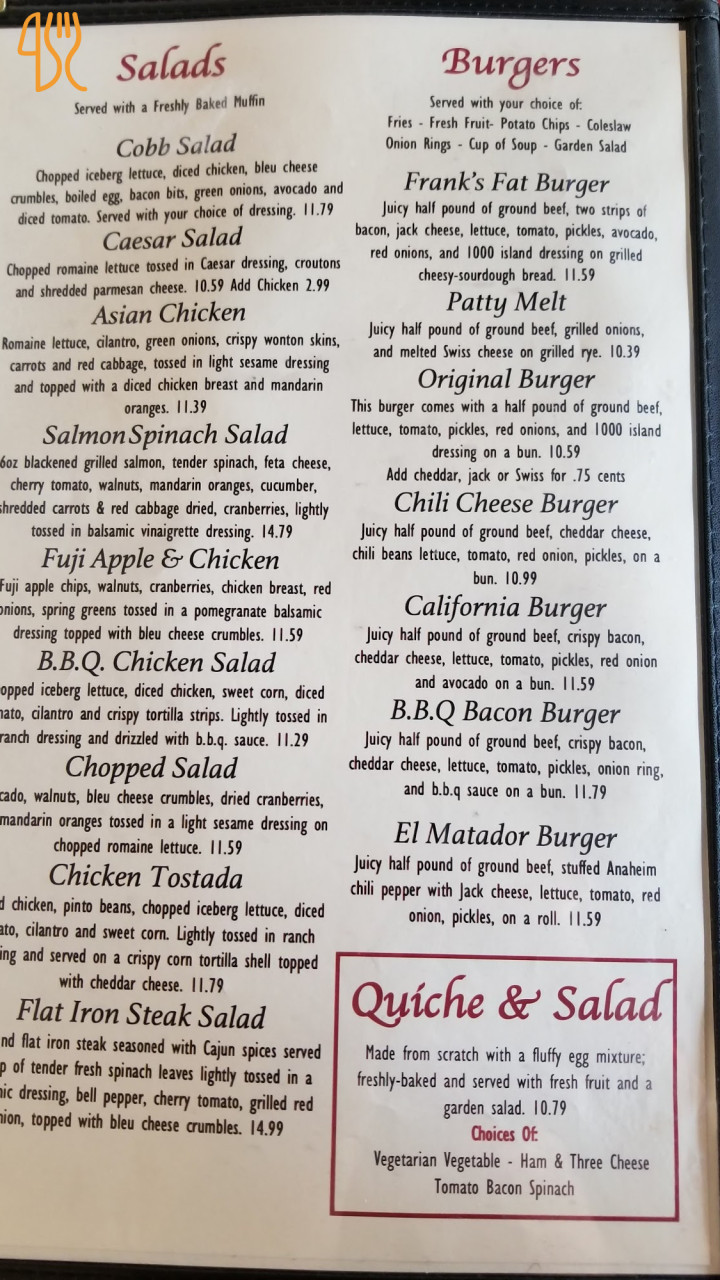 Salads
Served with a Freshly Baked Muffin
Cobb Salad
Chopped iceberg lettuce, diced chicken, bleu cheese
crumbles, boiled egg, bacon bits, green onions, avocado and
diced tomato. Served with your choice of dressing. 11.79
Caesar Salad
Chopped romaine lettuce tossed in Caesar dressing, croutons
and shredded parmesan cheese. 10.59 Add Chicken 2.99
Asian Chicken
Romaine lettuce, cilantro, green onions, crispy wonton skins,
carrots and red cabbage, tossed in light sesame dressing
and topped with a diced chicken breast and mandarin
oranges. 11.39
Salmon Spinach Salad
6oz blackened grilled salmon, tender spinach, feta cheese,
cherry tomato, walnuts, mandarin oranges, cucumber,
shredded carrots & red cabbage dried, cranberries, lightly
tossed in balsamic vinaigrette dressing. 14.79
Fuji Apple & Chicken
Fuji apple chips, walnuts, cranberries, chicken breast, red
onions, spring greens tossed in a pomegranate balsamic
dressing topped with bleu cheese crumbles. 11.59
B.B.Q. Chicken Salad
opped iceberg lettuce, diced chicken, sweet corn, diced
nato, cilantro and crispy tortilla strips. Lightly tossed in
ranch dressing and drizzled with b.b.q. sauce. 11.29
Chopped Salad
cado, walnuts, bleu cheese crumbles, dried cranberries,
mandarin oranges tossed in a light sesame dressing on
chopped romaine lettuce. 11.59
Chicken Tostada
d chicken, pinto beans, chopped iceberg lettuce, diced
ato, cilantro and sweet corn. Lightly tossed in ranch
ing and served on a crispy corn tortilla shell topped
with cheddar cheese. 11.79
Flat Iron Steak Salad
nd flat iron steak seasoned with Cajun spices served
p of tender fresh spinach leaves lightly tossed in a
ic dressing, bell pepper, cherry tomato, grilled red
nion, topped with bleu cheese crumbles. 14.99
Burgers
Served with your choice of:
Fries - Fresh Fruit- Potato Chips - Coleslaw
Onion Rings - Cup of Soup - Garden Salad
Frank's Fat Burger
Juicy half pound of ground beef, two strips of
bacon, jack cheese, lettuce, tomato, pickles, avocado,
red onions, and 1000 island dressing on grilled
cheesy-sourdough bread. 11.59
Patty Melt
Juicy half pound of ground beef, grilled onions,
and melted Swiss cheese on grilled rye. 10.39
Original Burger
This burger comes with a half pound of ground beef,
lettuce, tomato, pickles, red onions, and 1000 island
dressing on a bun. 10.59
Add cheddar, jack or Swiss for .75 cents
Chili Cheese Burger
Juicy half pound of ground beef, cheddar cheese,
chili beans lettuce, tomato, red onion, pickles, on a
bun. 10.99
California Burger
Juicy half pound of ground beef, crispy bacon,
cheddar cheese, lettuce, tomato, pickles, red onion
and avocado on a bun. 11.59
B.B.Q Bacon Burger
Juicy half pound of ground beef, crispy bacon,
cheddar cheese, lettuce, tomato, pickles, onion ring,
and b.b.q sauce on a bun. 11.79
El Matador Burger
Juicy half pound of ground beef, stuffed Anaheim
chili pepper with Jack cheese, lettuce, tomato, red
onion, pickles, on a roll. 11.59
Quiche & Salad
Made from scratch with a fluffy egg mixture;
freshly-baked and served with fresh fruit and a
garden salad. 10.79
Choices Of:
Vegetarian Vegetable - Ham & Three Cheese
Tomato Bacon Spinach